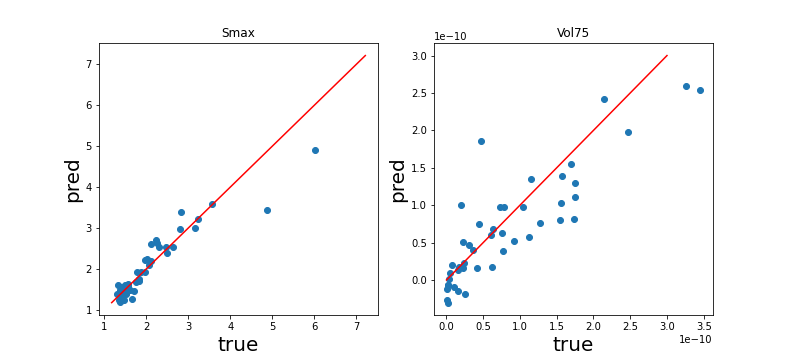 Smax
7
6
5
4
3
2
1
pred
1 2 3 4 5 6 7
true
Vol75
1e−10
3.0
2.5
2.0
1.5
1.0
0.5
0.0
pred
0.0 0.5 1.0 1.5 2.0 2.5 3.0 3.5
1e−10
true